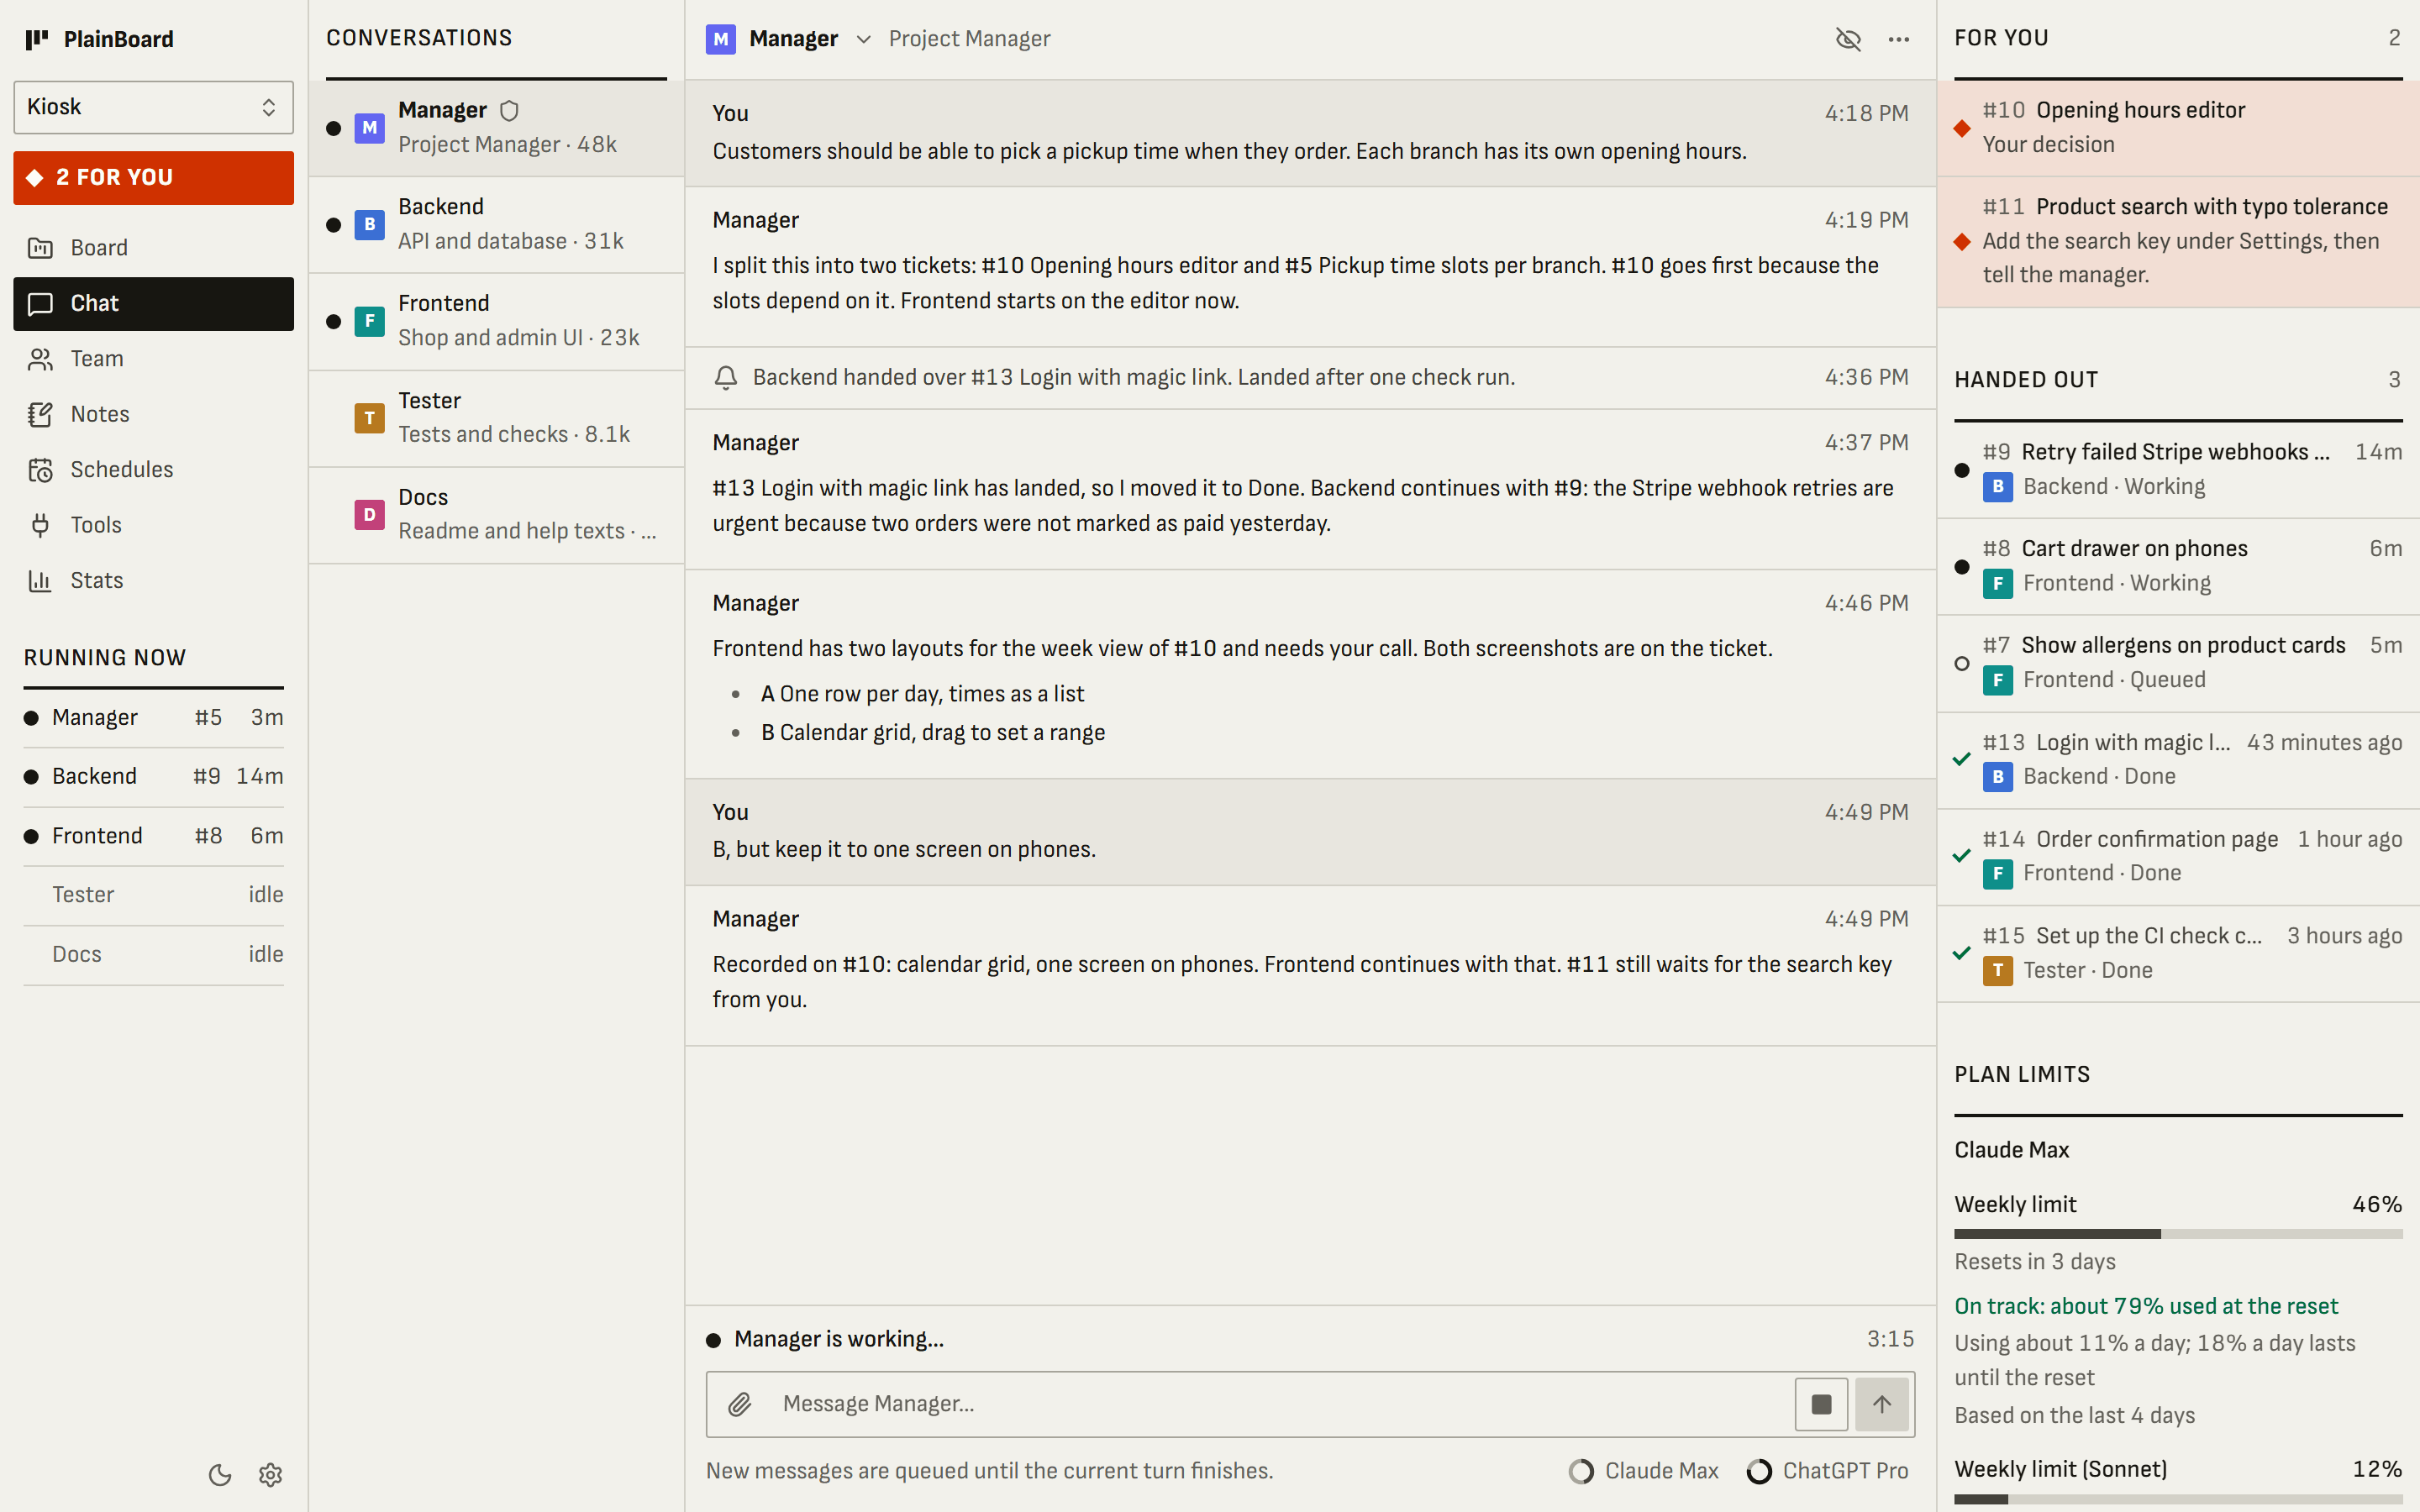 PlainBoard
Kiosk
2 FOR YOU
Board
Chat
Team
Notes
Schedules
Tools
Stats
RUNNING NOW
Manager #5 3m
Backend #9 14m
Frontend #8 6m
Tester idle
Docs idle
CONVERSATIONS
M Manager
Project Manager · 48k
B Backend
API and database · 31k
F Frontend
Shop and admin UI · 23k
T Tester
Tests and checks · 8.1k
D Docs
Readme and help texts · ...
M Manager Project Manager
You 4:18 PM
Customers should be able to pick a pickup time when they order. Each branch has its own opening hours.
Manager 4:19 PM
I split this into two tickets: #10 Opening hours editor and #5 Pickup time slots per branch. #10 goes first because the
slots depend on it. Frontend starts on the editor now.
Backend handed over #13 Login with magic link. Landed after one check run. 4:36 PM
Manager 4:37 PM
#13 Login with magic link has landed, so I moved it to Done. Backend continues with #9: the Stripe webhook retries are
urgent because two orders were not marked as paid yesterday.
Manager 4:46 PM
Frontend has two layouts for the week view of #10 and needs your call. Both screenshots are on the ticket.
• A One row per day, times as a list
• B Calendar grid, drag to set a range
You 4:49 PM
B, but keep it to one screen on phones.
Manager 4:49 PM
Recorded on #10: calendar grid, one screen on phones. Frontend continues with that. #11 still waits for the search key
from you.
Manager is working... 3:15
Message Manager...
New messages are queued until the current turn finishes. Claude Max ChatGPT Pro
FOR YOU 2
#10 Opening hours editor
Your decision
#11 Product search with typo tolerance
Add the search key under Settings, then
tell the manager.
HANDED OUT 3
#9 Retry failed Stripe webhooks ... 14m
B Backend · Working
#8 Cart drawer on phones 6m
F Frontend · Working
#7 Show allergens on product cards 5m
F Frontend · Queued
#13 Login with magic l... 43 minutes ago
B Backend · Done
#14 Order confirmation page 1 hour ago
F Frontend · Done
#15 Set up the CI check c... 3 hours ago
T Tester · Done
PLAN LIMITS
Claude Max
Weekly limit 46%
Resets in 3 days
On track: about 79% used at the reset
Using about 11% a day; 18% a day lasts
until the reset
Based on the last 4 days
Weekly limit (Sonnet) 12%